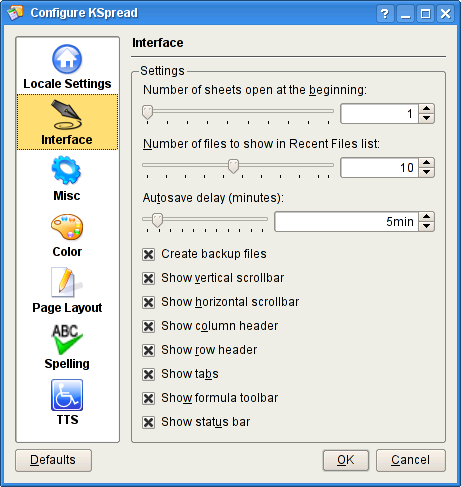 Configure KSpread
Locale Settings
Interface
Misc
Color
Page Layout
ABC
Spelling
TTS
Interface
Settings
Number of sheets open at the beginning:
1
Number of files to show in Recent Files list:
10
Autosave delay (minutes):
5min
Create backup files
Show vertical scrollbar
Show horizontal scrollbar
Show column header
Show row header
Show tabs
Show formula toolbar
Show status bar
Defaults
OK
Cancel